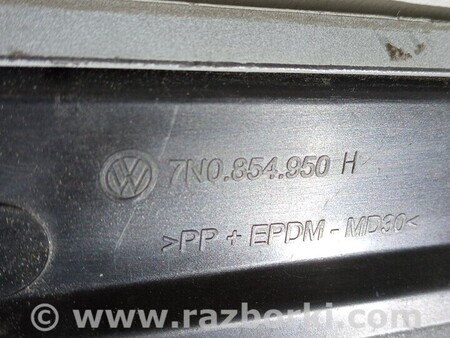 7N0.854.950 H
>PP + EPDM - MD30<
© www.razborki.com